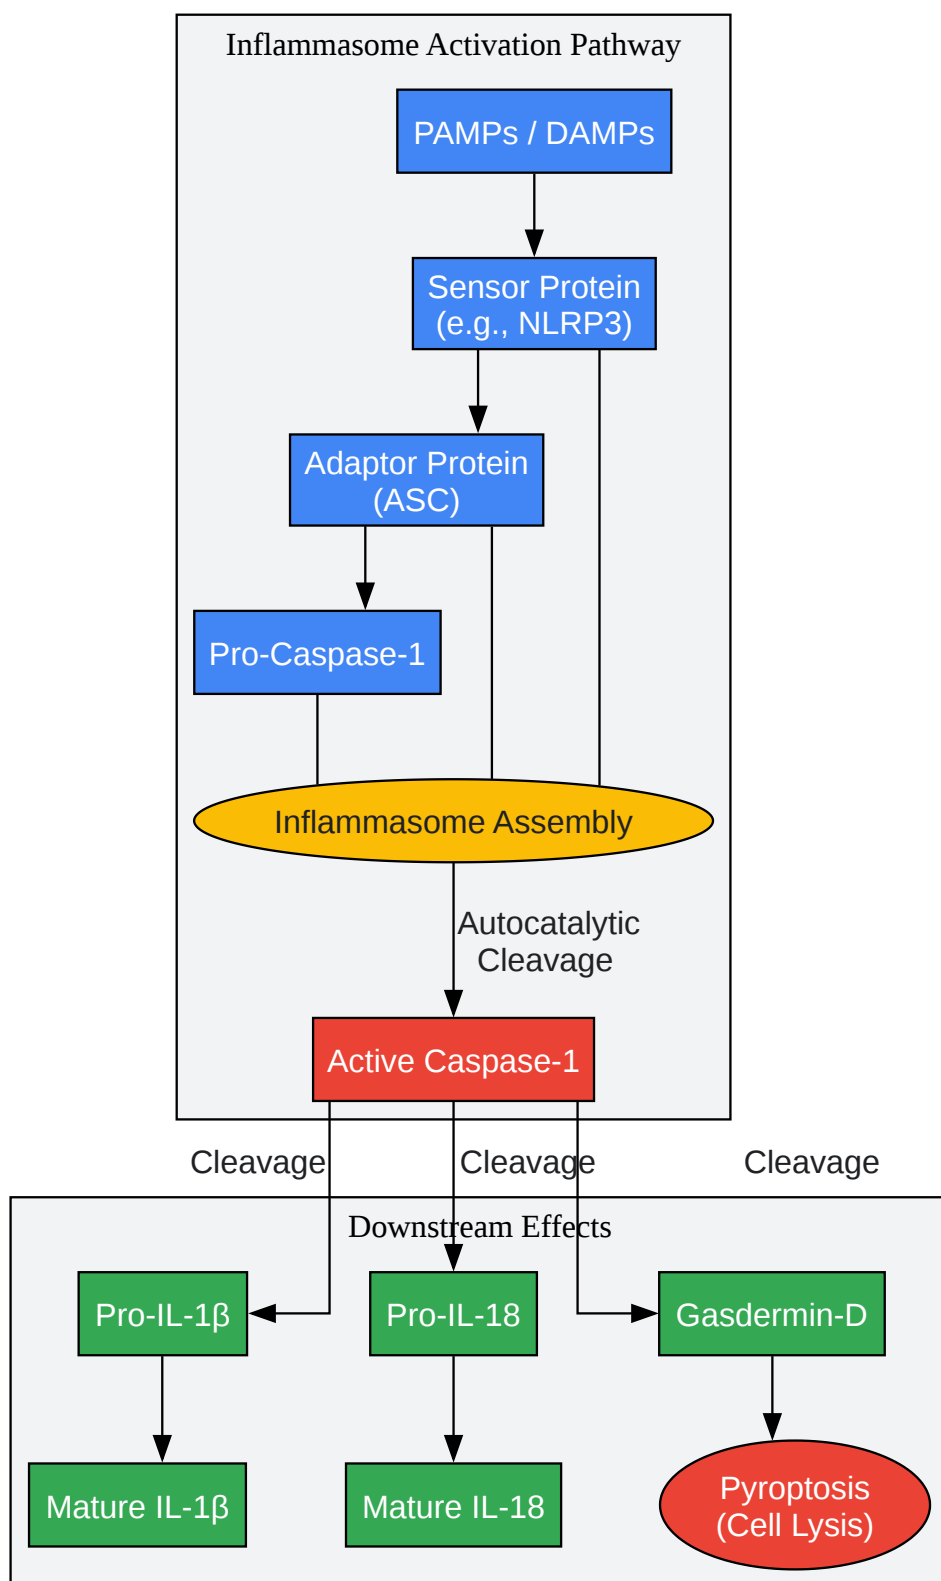 Inflammasome Activation Pathway
PAMPs / DAMPs
Sensor Protein
(e.g., NLRP3)
Adaptor Protein
(ASC)
Pro-Caspase-1
Inflammasome Assembly
Autocatalytic
Cleavage
Active Caspase-1
Cleavage
Cleavage
Cleavage
Downstream Effects
Pro-IL-1β
Pro-IL-18
Gasdermin-D
Mature IL-1β
Mature IL-18
Pyroptosis
(Cell Lysis)